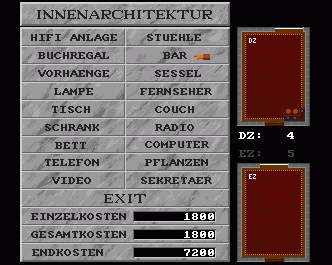 INNENARCHITEKTUR
HIFI ANLAGE STUEHLE
BUCHREGAL BAR
VORHAENGE SESSEL
LAMPE FERNSEHER
TISCH COUCH
SCHRANK RADIO
BETT COMPUTER
TELEFON PFLANZEN
VIDEO SEKRETAER
EXIT
EINZELKOSTEN 1800
GESAMTKOSTEN 1800
ENDKOSTEN 7200
DZ
DZ: 4
EZ: 5
EZ